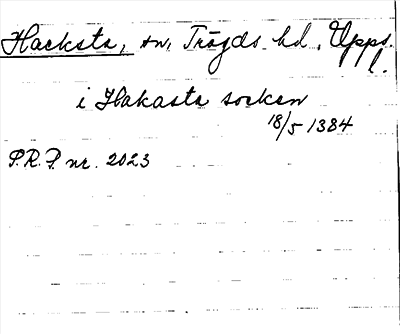 Hacksta, sn, Trögds hd, Upps. l.
i Hakasta socken
18/5 1384
S.R.P. nr. 2023